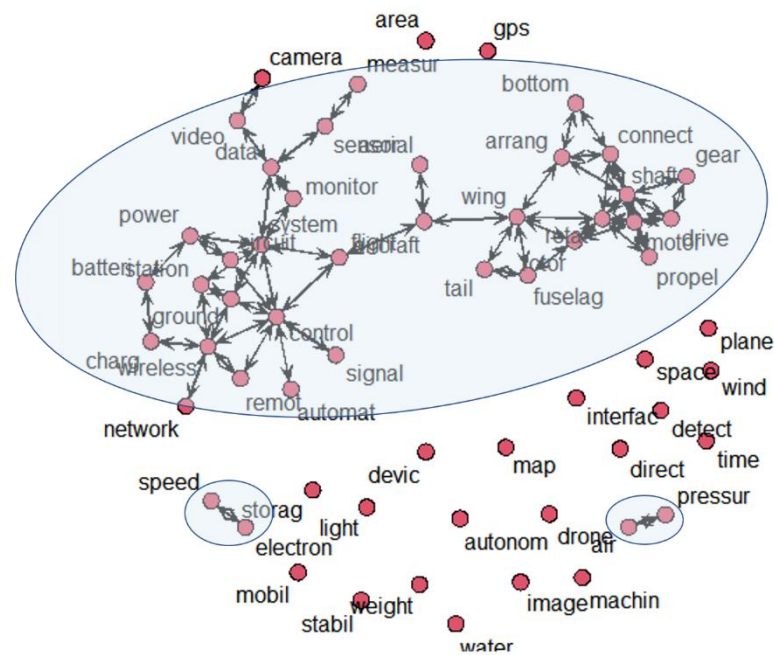 area
gps
camera
measur
bottom
video
sensor
aerial
arrang
connect
data
gear
monitor
shaft
wing
power
system
circuit
flight
aircraft
rotat
motor
drive
batteri
station
rotor
propel
tail
fuselag
ground
control
plane
charg
wireless
signal
space
wind
remot
automat
interfac
network
detect
time
devic
map
direct
speed
storag
pressur
light
electron
autonom
drone
air
mobil
stabil
weight
image
machin
water